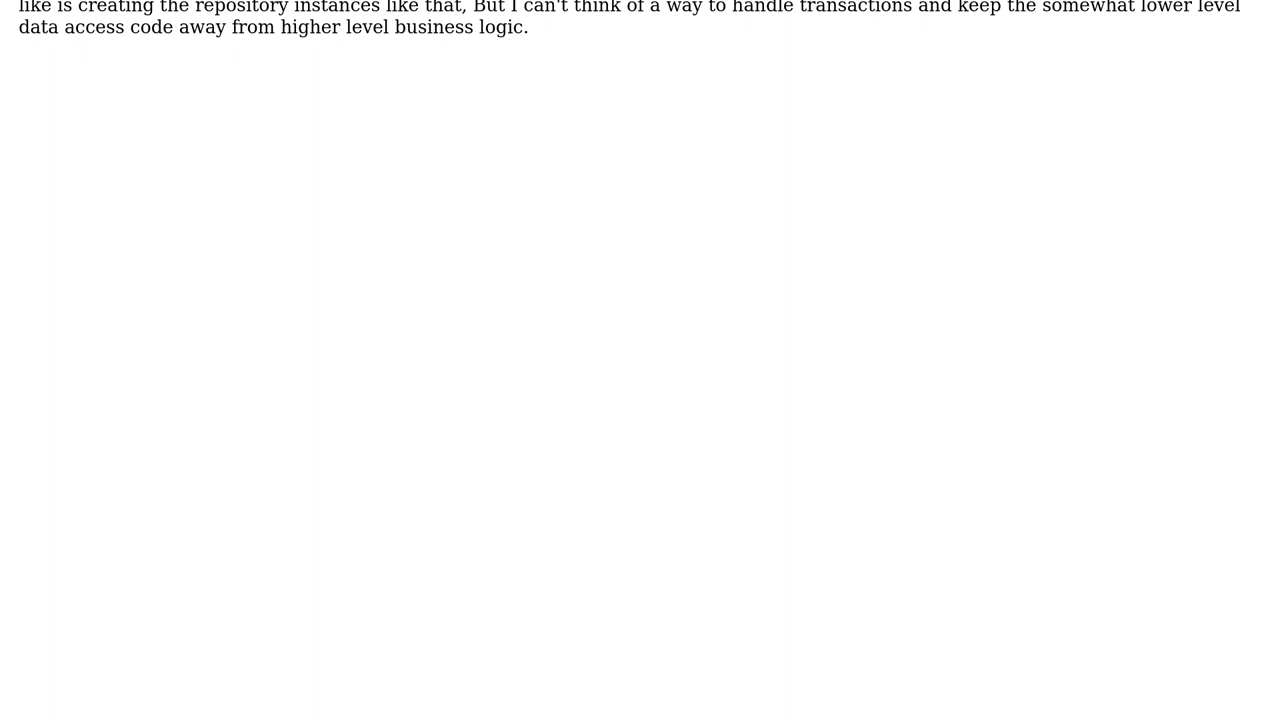 like is creating the repository instances like that, But I can't think of a way to handle transactions and keep the somewhat lower level
data access code away from higher level business logic.